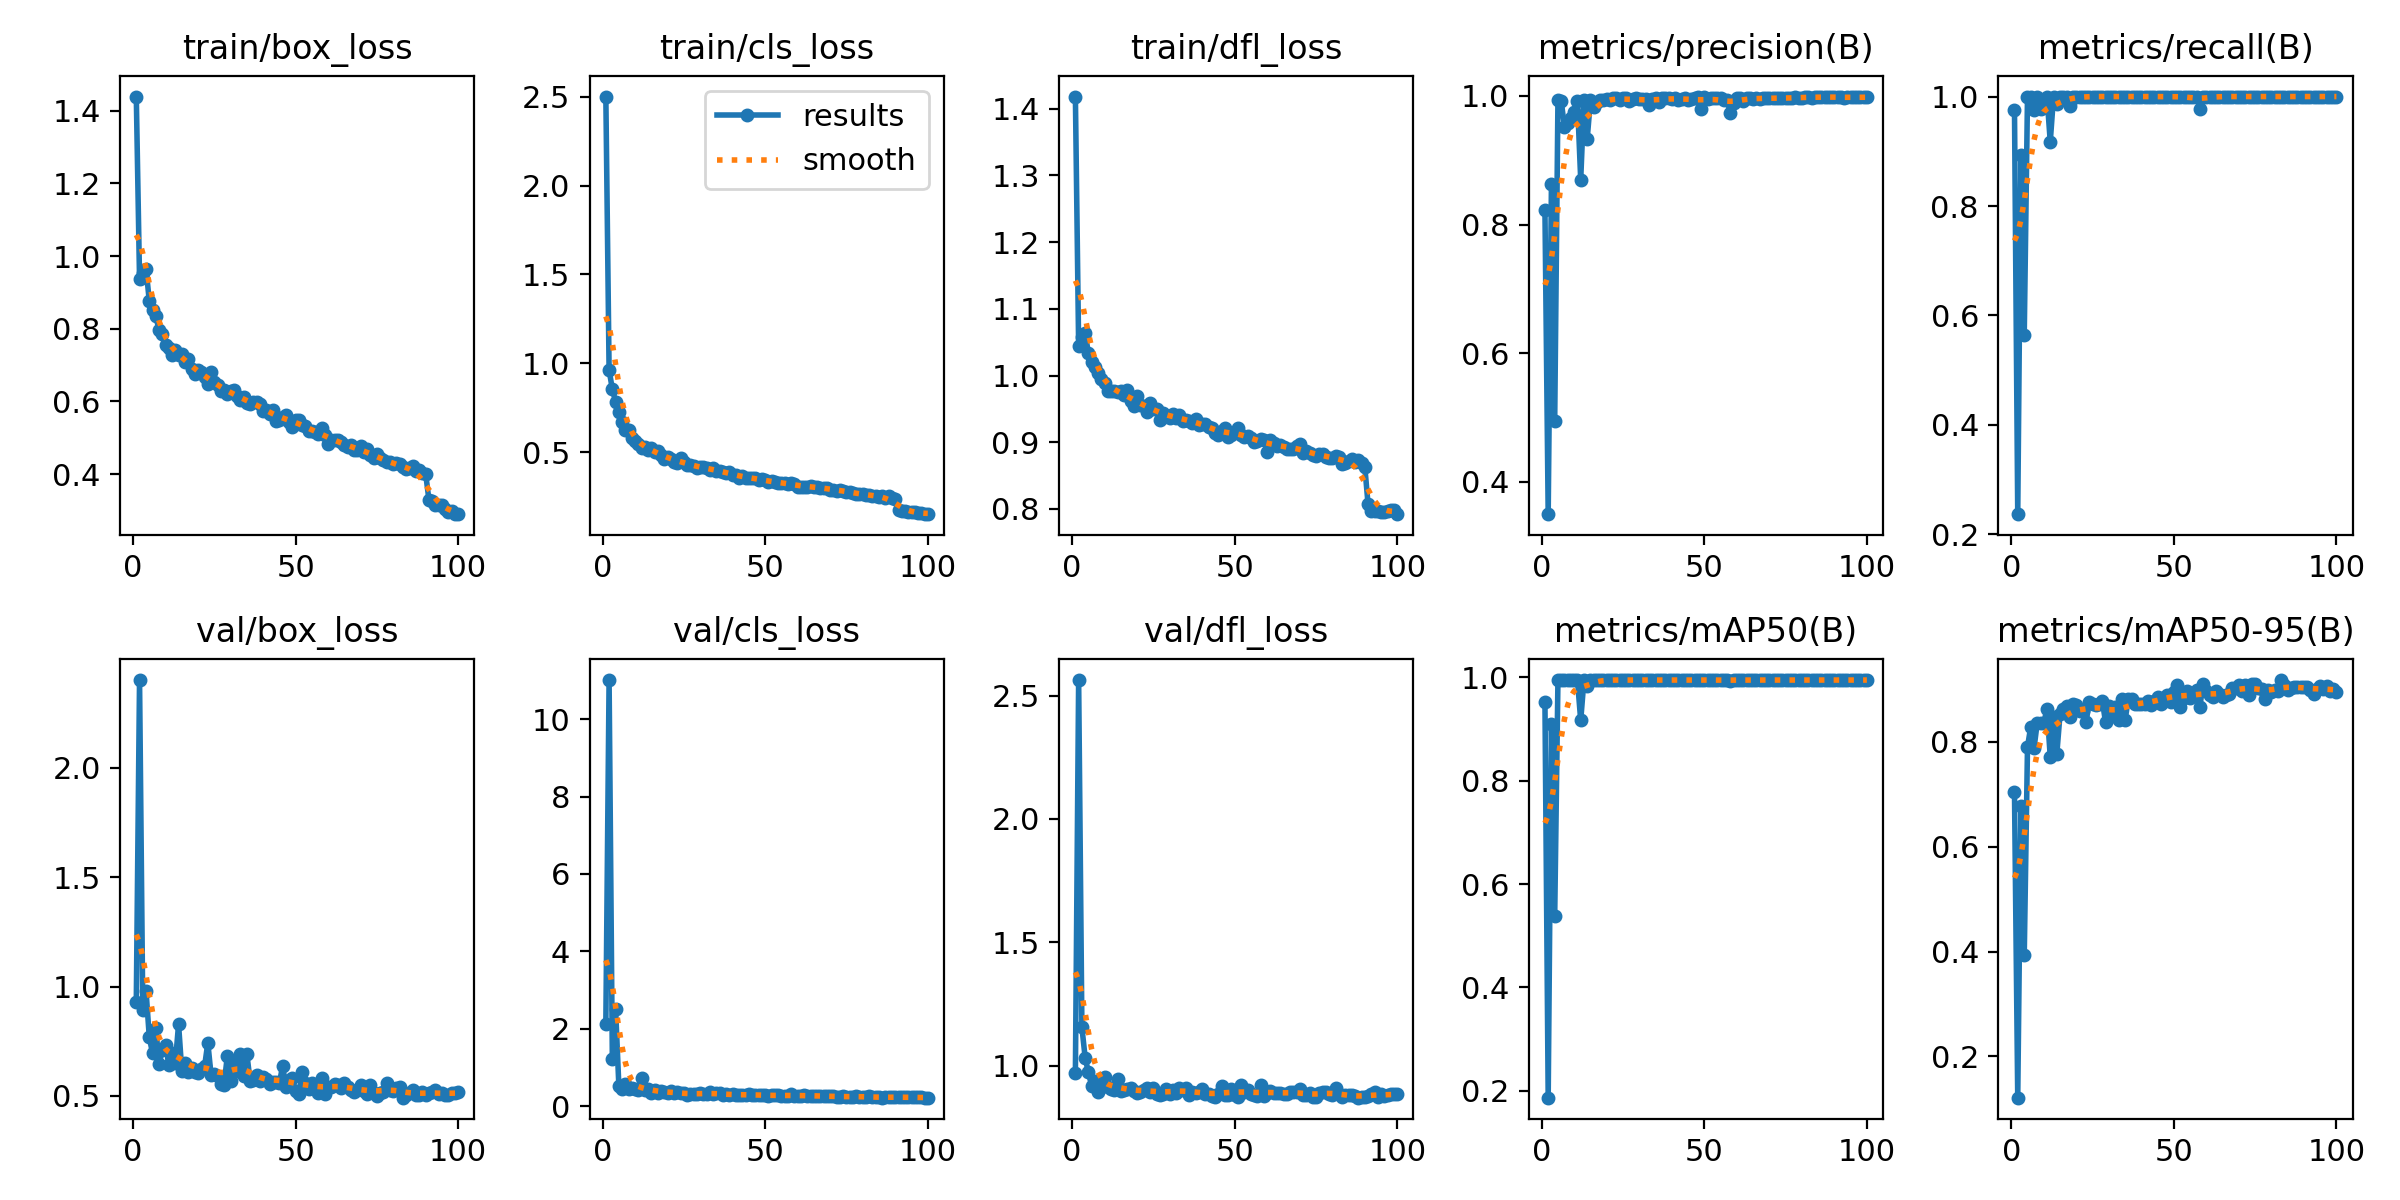 train/box_loss
1.4
1.2
1.0
0.8
0.6
0.4
0 50 100
train/cls_loss
results
smooth
2.5
2.0
1.5
1.0
0.5
0 50 100
train/dfl_loss
1.4
1.3
1.2
1.1
1.0
0.9
0.8
0 50 100
metrics/precision(B)
1.0
0.8
0.6
0.4
0 50 100
metrics/recall(B)
1.0
0.8
0.6
0.4
0.2
0 50 100
val/box_loss
2.0
1.5
1.0
0.5
0 50 100
val/cls_loss
10
8
6
4
2
0
0 50 100
val/dfl_loss
2.5
2.0
1.5
1.0
0 50 100
metrics/mAP50(B)
1.0
0.8
0.6
0.4
0.2
0 50 100
metrics/mAP50-95(B)
0.8
0.6
0.4
0.2
0 50 100